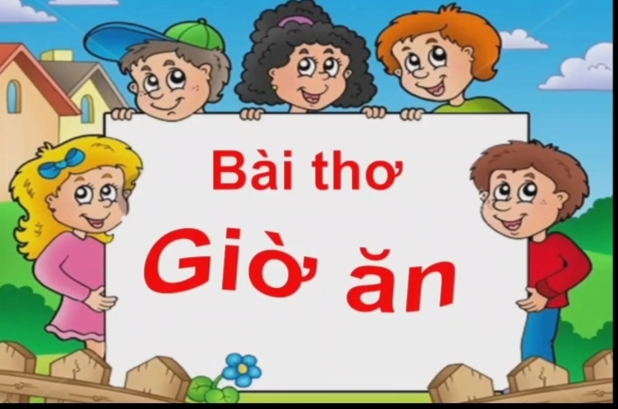 Bài thơ
Giờ ăn